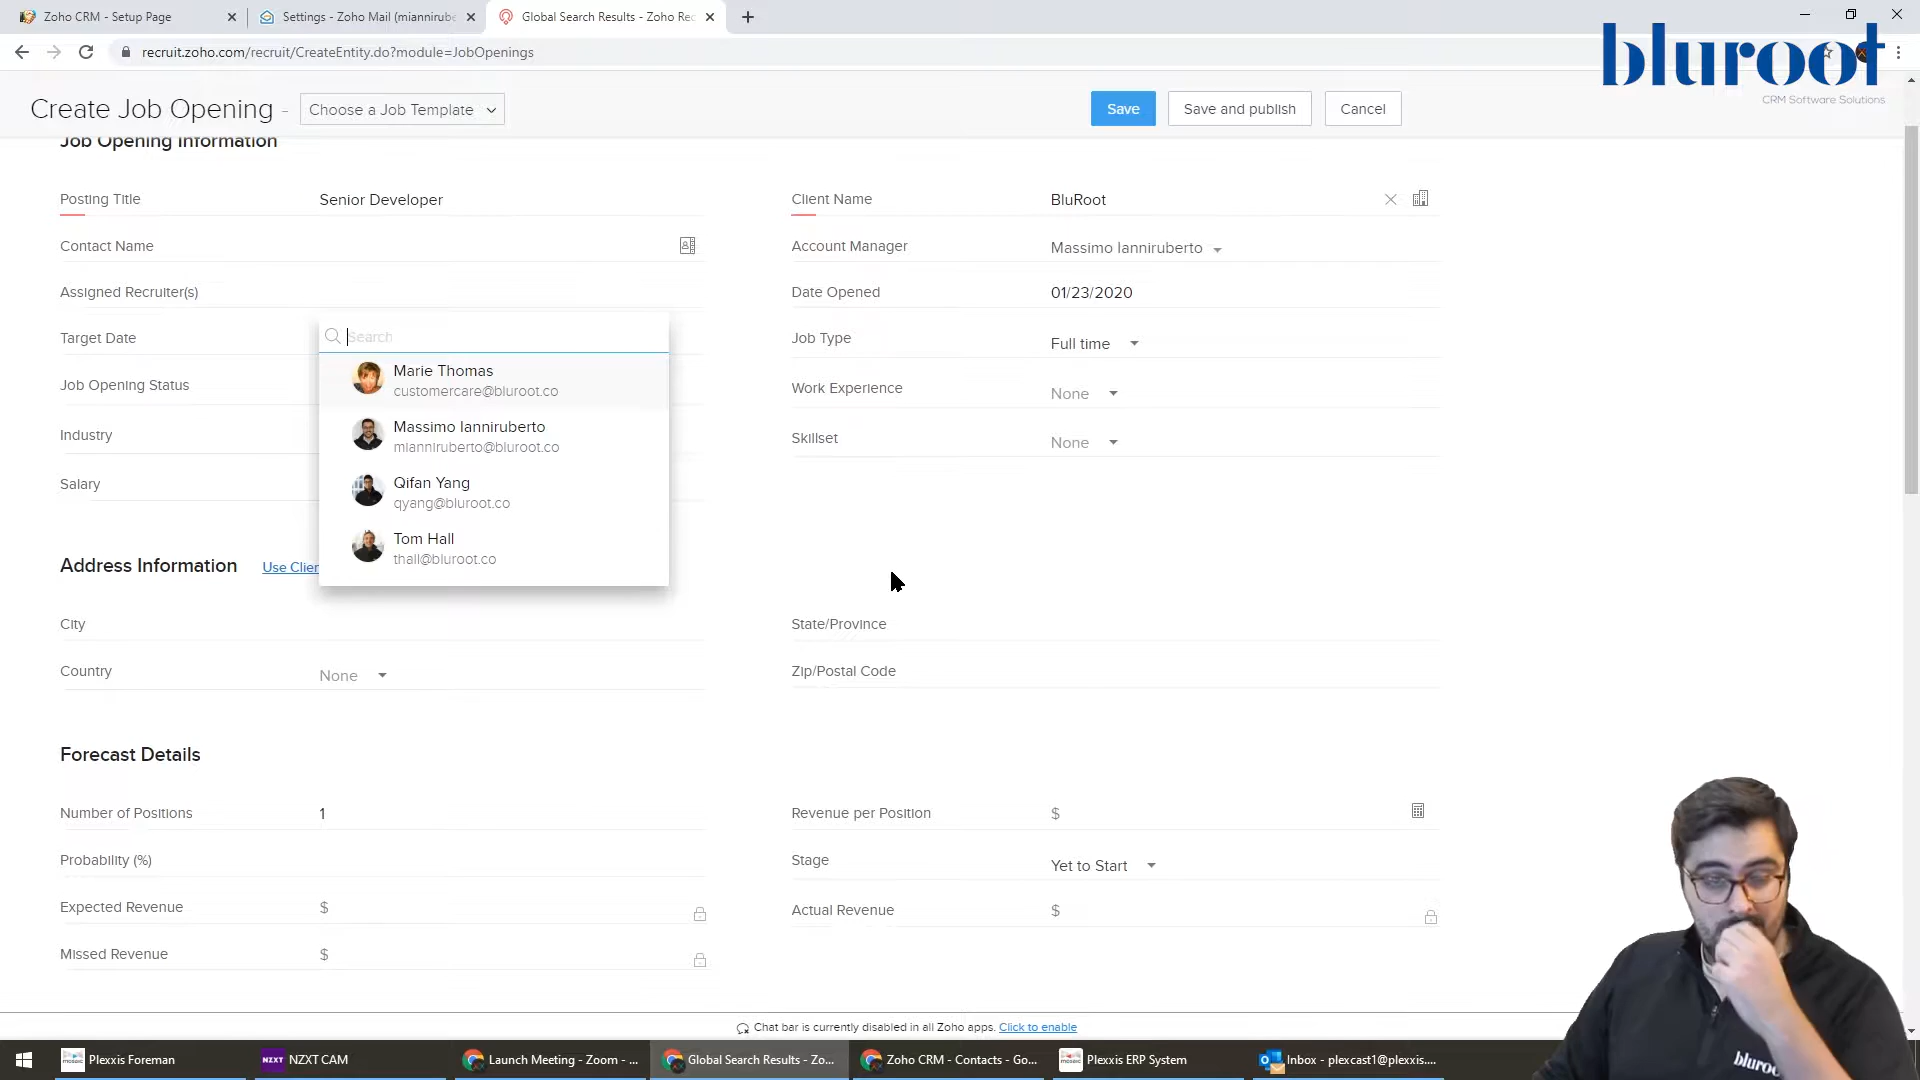 Zoho CRM - Setup Page
Settings - Zoho Mail (miannirube
Global Search Results - Zoho Rec
recruit.zoho.com/recruit/CreateEntity.do?module=JobOpenings
bluroot
CRM Software Solutions
Create Job Opening -
Choose a Job Template
Save
Save and publish
Cancel
Job Opening Information
Posting Title
Senior Developer
Client Name
BluRoot
Contact Name
Account Manager
Massimo Ianniruberto
Assigned Recruiter(s)
Date Opened
01/23/2020
Target Date
Search
Job Type
Full time
Marie Thomas
customercare@bluroot.co
Job Opening Status
Work Experience
None
Massimo Ianniruberto
mianniruberto@bluroot.co
Industry
Skillset
None
Salary
Qifan Yang
qyang@bluroot.co
Tom Hall
thall@bluroot.co
Address Information
Use Clien
City
State/Province
Country
None
Zip/Postal Code
Forecast Details
Number of Positions
1
Revenue per Position
$
Probability (%)
Stage
Yet to Start
Expected Revenue
$
Actual Revenue
$
Missed Revenue
$
Chat bar is currently disabled in all Zoho apps. Click to enable
Plexxis Foreman
NZXT
NZXT CAM
Launch Meeting - Zoom - ...
Global Search Results - Zo...
Zoho CRM - Contacts - Go...
Plexxis ERP System
Inbox - plexcast1@plexxis....
bluroo